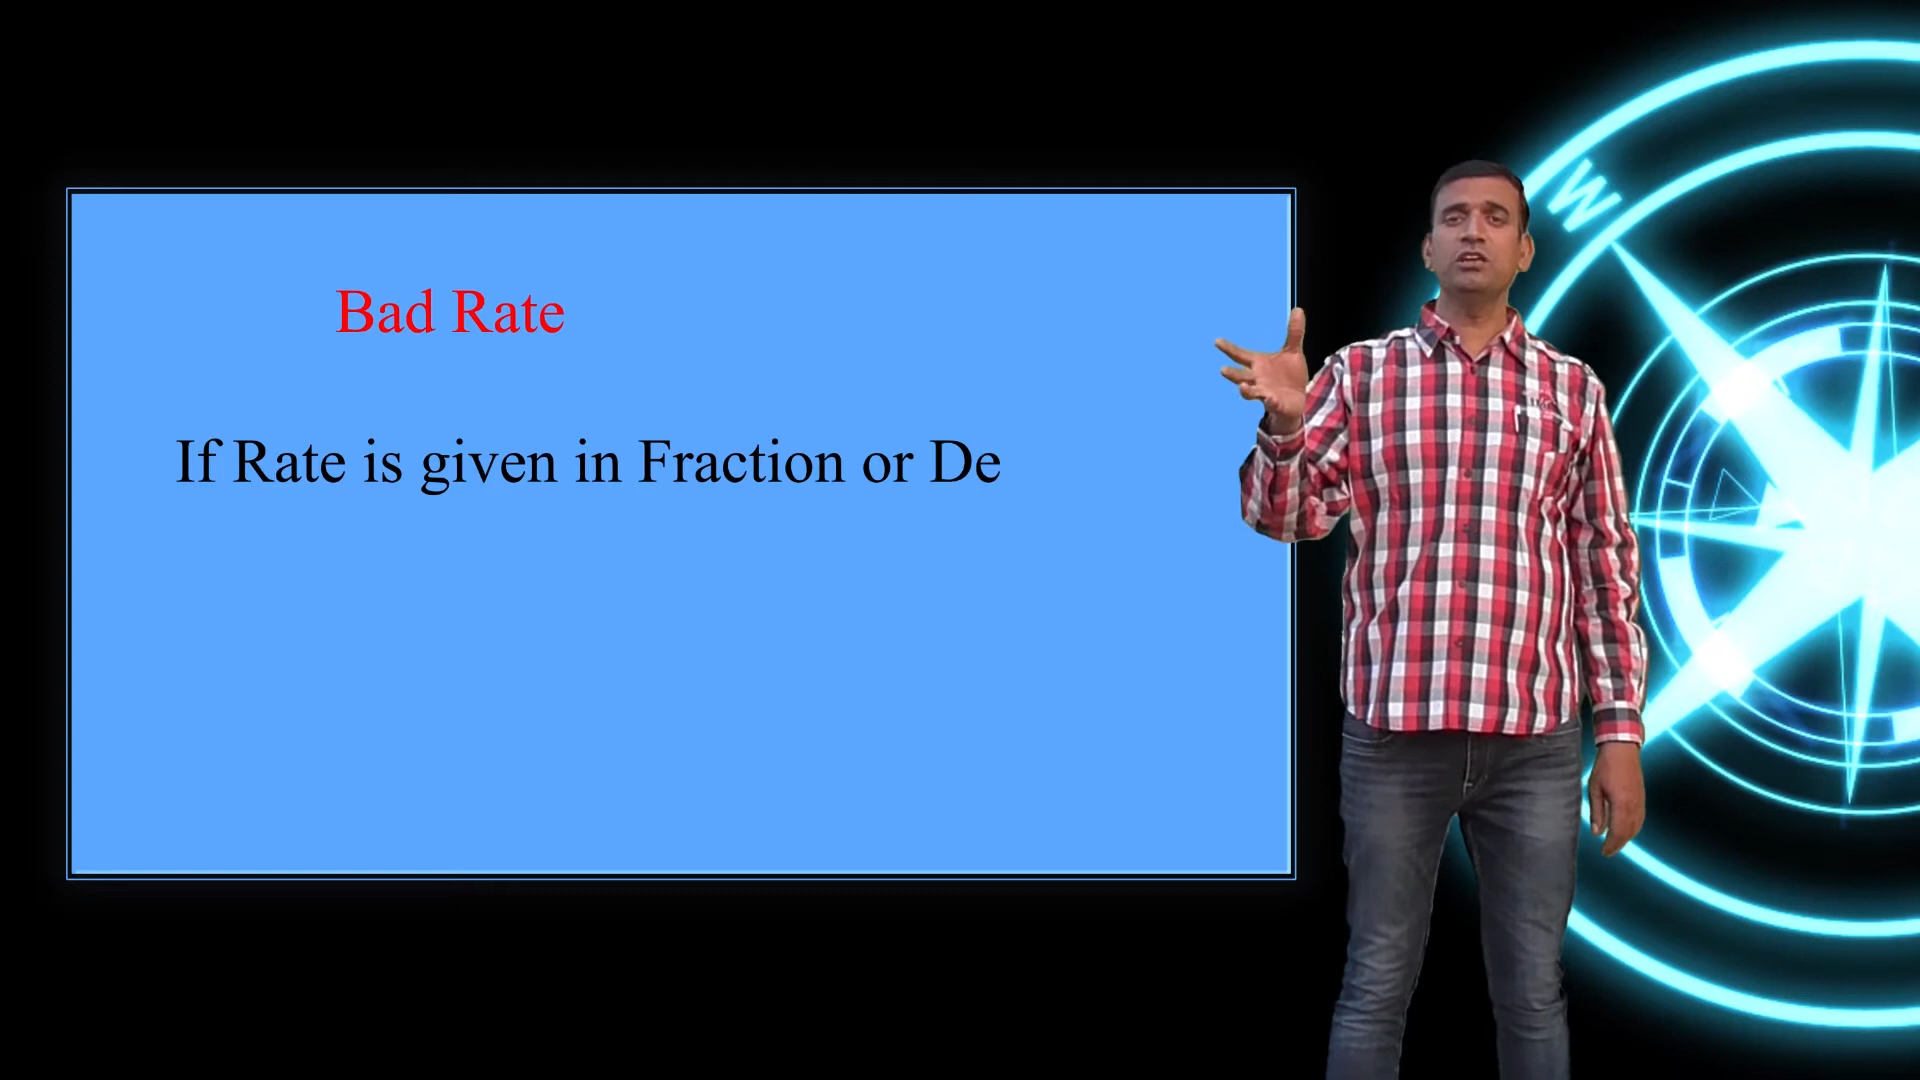 Bad Rate
If Rate is given in Fraction or De
W